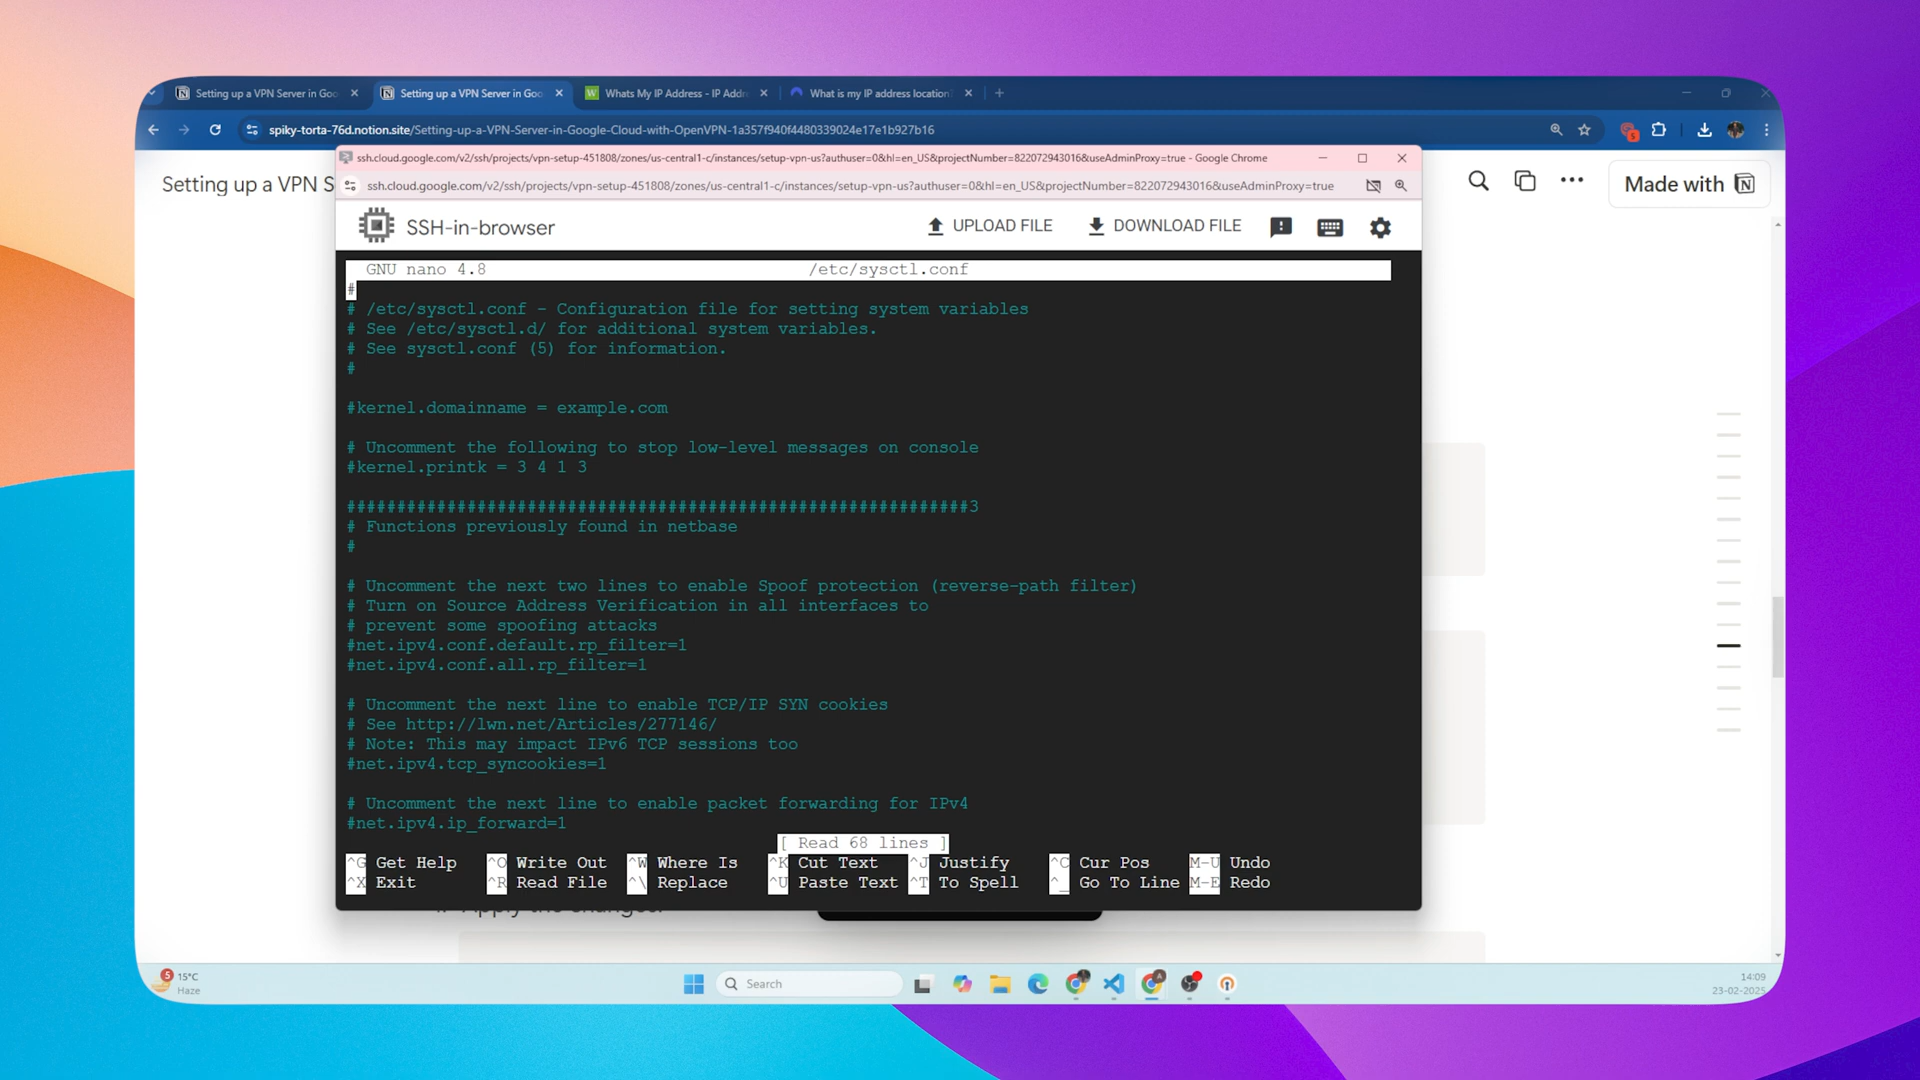 Setting up a VPN Server in Goo
Setting up a VPN Server in Goo
Whats My IP Address - IP Addr
What is my IP address location?
spiky-torta-76d.notion.site/Setting-up-a-VPN-Server-in-Google-Cloud-with-OpenVPN-1a357f940f4480339024e17e1b927b16
5
ssh.cloud.google.com/v2/ssh/projects/vpn-setup-451808/zones/us-central1-c/instances/setup-vpn-us?authuser=0&hl=en_US&projectNumber=822072943016&useAdminProxy=true - Google Chrome
ssh.cloud.google.com/v2/ssh/projects/vpn-setup-451808/zones/us-central1-c/instances/setup-vpn-us?authuser=0&hl=en_US&projectNumber=822072943016&useAdminProxy=true
Setting up a VPN S
Made with
SSH-in-browser
UPLOAD FILE
DOWNLOAD FILE
GNU nano 4.8 /etc/sysctl.conf
#
# /etc/sysctl.conf - Configuration file for setting system variables
# See /etc/sysctl.d/ for additional system variables.
# See sysctl.conf (5) for information.
#
#kernel.domainname = example.com
# Uncomment the following to stop low-level messages on console
#kernel.printk = 3 4 1 3
##############################################################3
# Functions previously found in netbase
#
# Uncomment the next two lines to enable Spoof protection (reverse-path filter)
# Turn on Source Address Verification in all interfaces to
# prevent some spoofing attacks
#net.ipv4.conf.default.rp_filter=1
#net.ipv4.conf.all.rp_filter=1
# Uncomment the next line to enable TCP/IP SYN cookies
# See http://lwn.net/Articles/277146/
# Note: This may impact IPv6 TCP sessions too
#net.ipv4.tcp_syncookies=1
# Uncomment the next line to enable packet forwarding for IPv4
#net.ipv4.ip_forward=1
[ Read 68 lines ]
^G Get Help ^O Write Out ^W Where Is ^K Cut Text ^J Justify ^C Cur Pos M-U Undo
^X Exit ^R Read File ^\ Replace ^U Paste Text ^T To Spell ^_ Go To Line M-E Redo
Apply the changes:
5
15°C
Haze
Search
14:09
23-02-2025